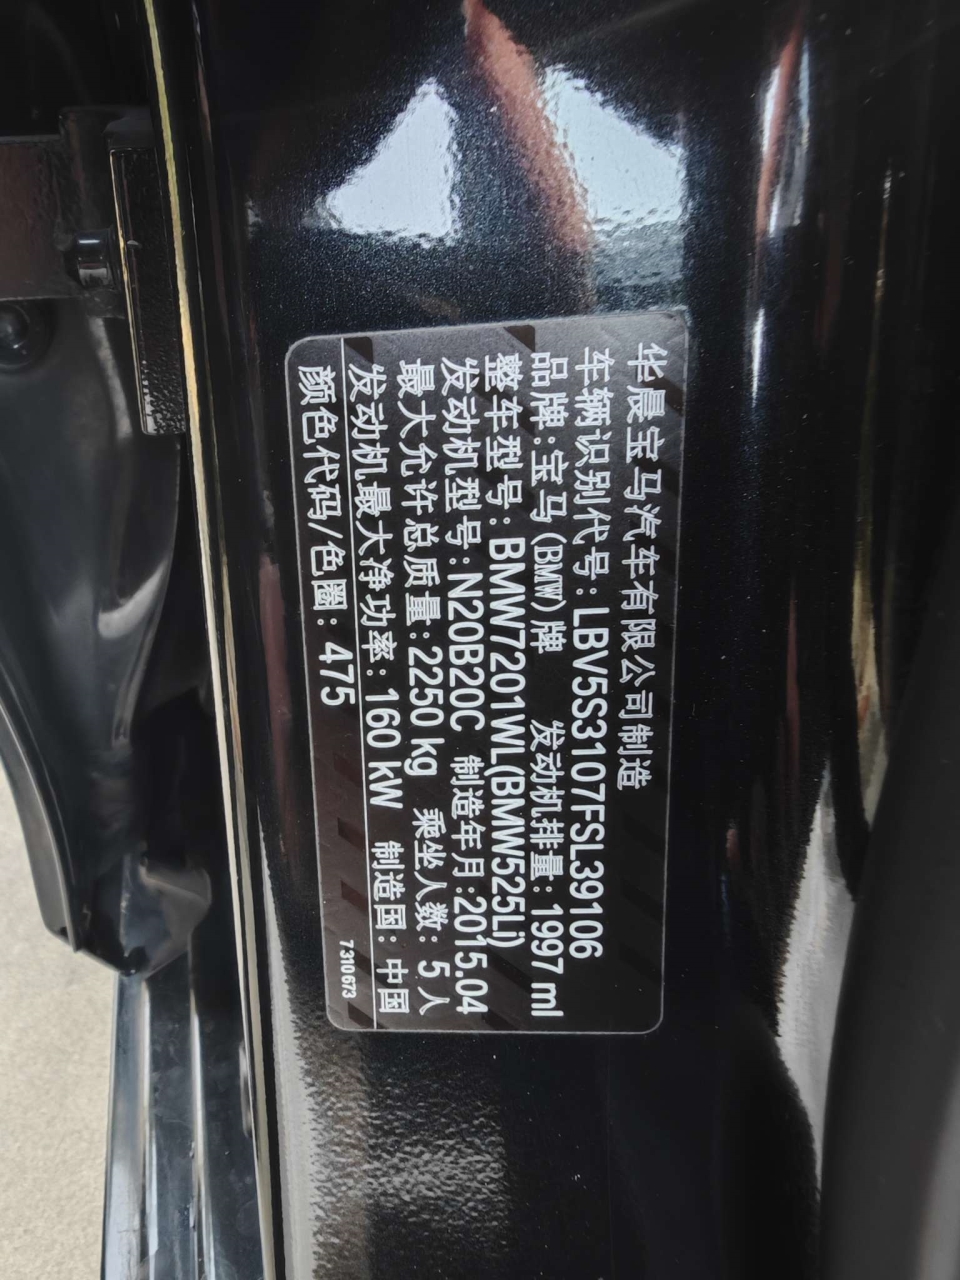 华晨宝马汽车有限公司制造
车辆识别代号: LBV5S3107FSL39106
品牌: 宝马(BMW)牌 发动机排量: 1997 ml
整车型号: BMW7201WL(BMW525Li)
发动机型号: N20B20C 制造年月: 2015.04
最大允许总质量: 2250 kg 乘坐人数: 5 人
发动机最大净功率: 160 kW 制造国: 中国
颜色代码/色圈: 475 7310673